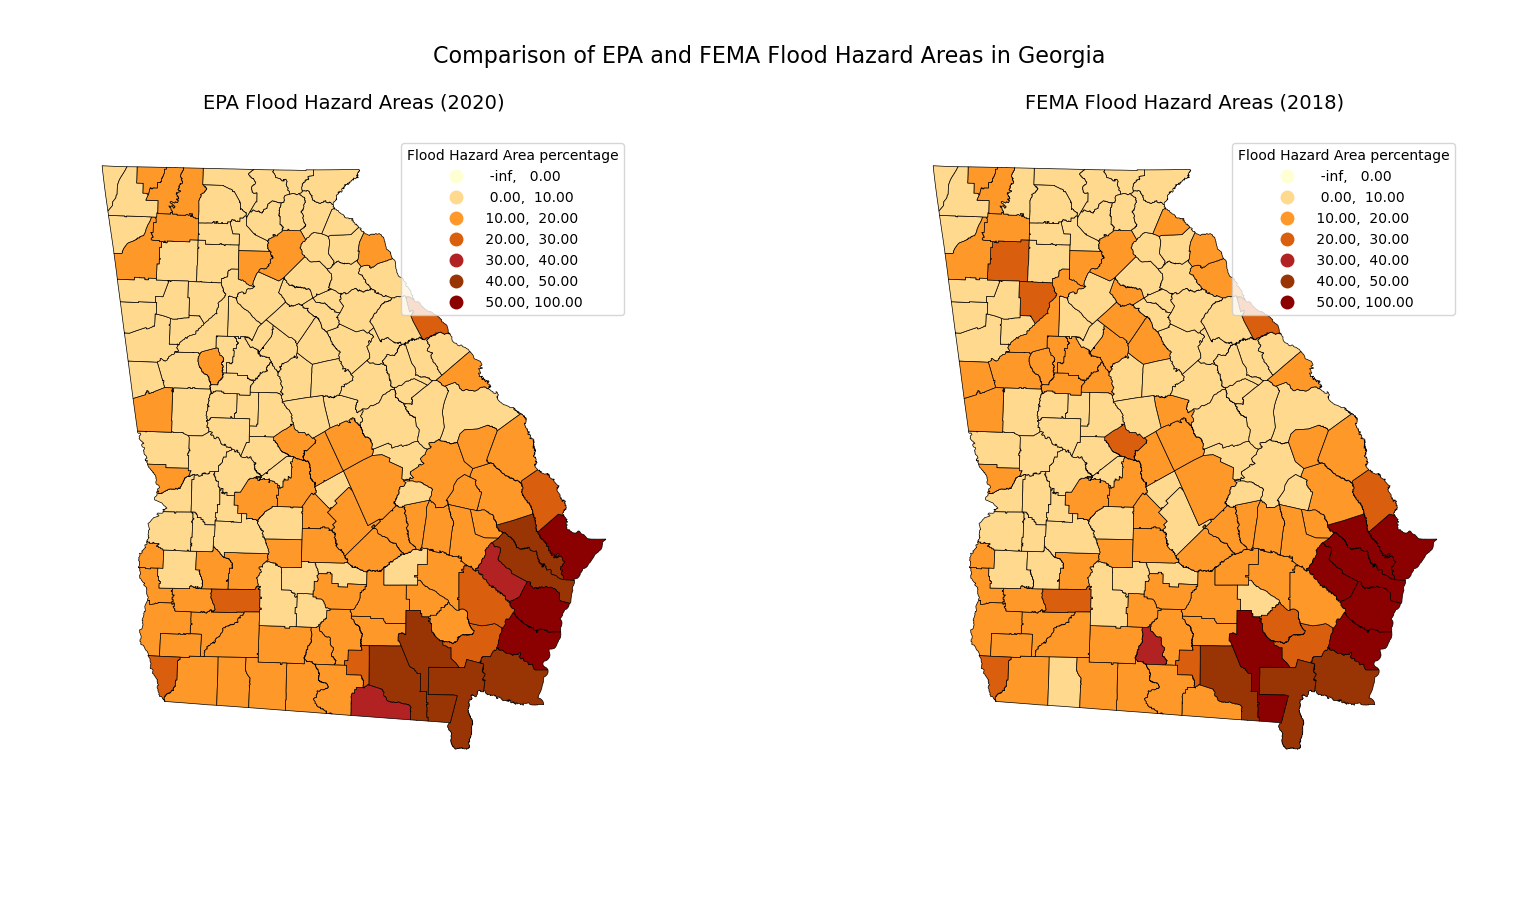 Comparison of EPA and FEMA Flood Hazard Areas in Georgia
EPA Flood Hazard Areas (2020)
Flood Hazard Area percentage
-inf, 0.00
0.00, 10.00
10.00, 20.00
20.00, 30.00
30.00, 40.00
40.00, 50.00
50.00, 100.00
FEMA Flood Hazard Areas (2018)
Flood Hazard Area percentage
-inf, 0.00
0.00, 10.00
10.00, 20.00
20.00, 30.00
30.00, 40.00
40.00, 50.00
50.00, 100.00